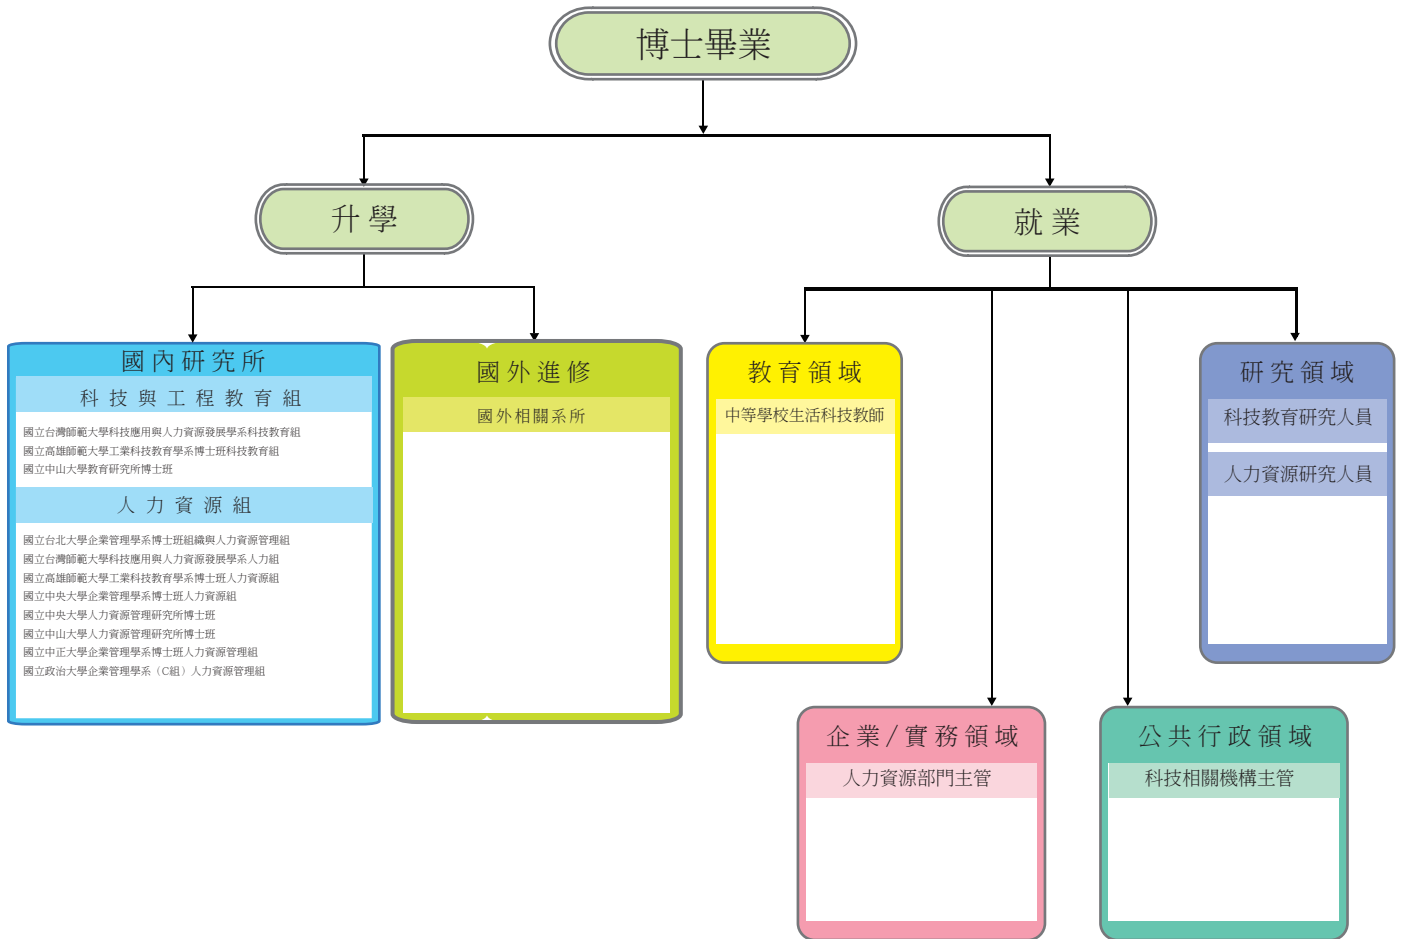 博士畢業
升學
就業
國內研究所
科技與工程教育組
國立台灣師範大學科技應用與人力資源發展學系科技教育組
國立高雄師範大學工業科技教育學系博士班科技教育組
國立中山大學教育研究所博士班
人力資源組
國立台北大學企業管理學系博士班組織與人力資源管理組
國立台灣師範大學科技應用與人力資源發展學系人力組
國立高雄師範大學工業科技教育學系博士班人力資源組
國立中央大學企業管理學系博士班人力資源組
國立中央大學人力資源管理研究所博士班
國立中山大學人力資源管理研究所博士班
國立中正大學企業管理學系博士班人力資源管理組
國立政治大學企業管理學系（C組）人力資源管理組
國外進修
國外相關系所
教育領域
中等學校生活科技教師
研究領域
科技教育研究人員
人力資源研究人員
企業/實務領域
人力資源部門主管
公共行政領域
科技相關機構主管